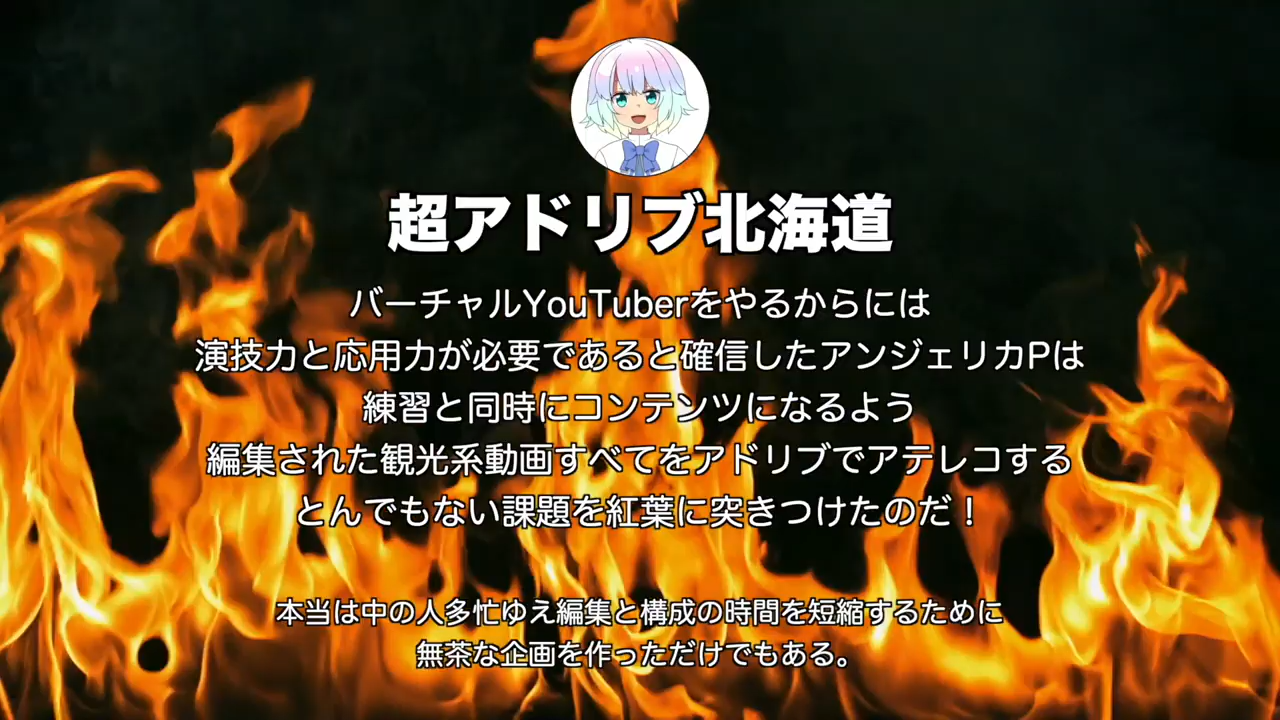 超アドリブ北海道
バーチャルYouTuberをやるからには
演技力と応用力が必要であると確信したアンジェリカPは
練習と同時にコンテンツになるよう
編集された観光系動画すべてをアドリブでアテレコする
とんでもない課題を紅葉に突きつけたのだ！
本当は中の人多忙ゆえ編集と構成の時間を短縮するために
無茶な企画を作っただけでもある。